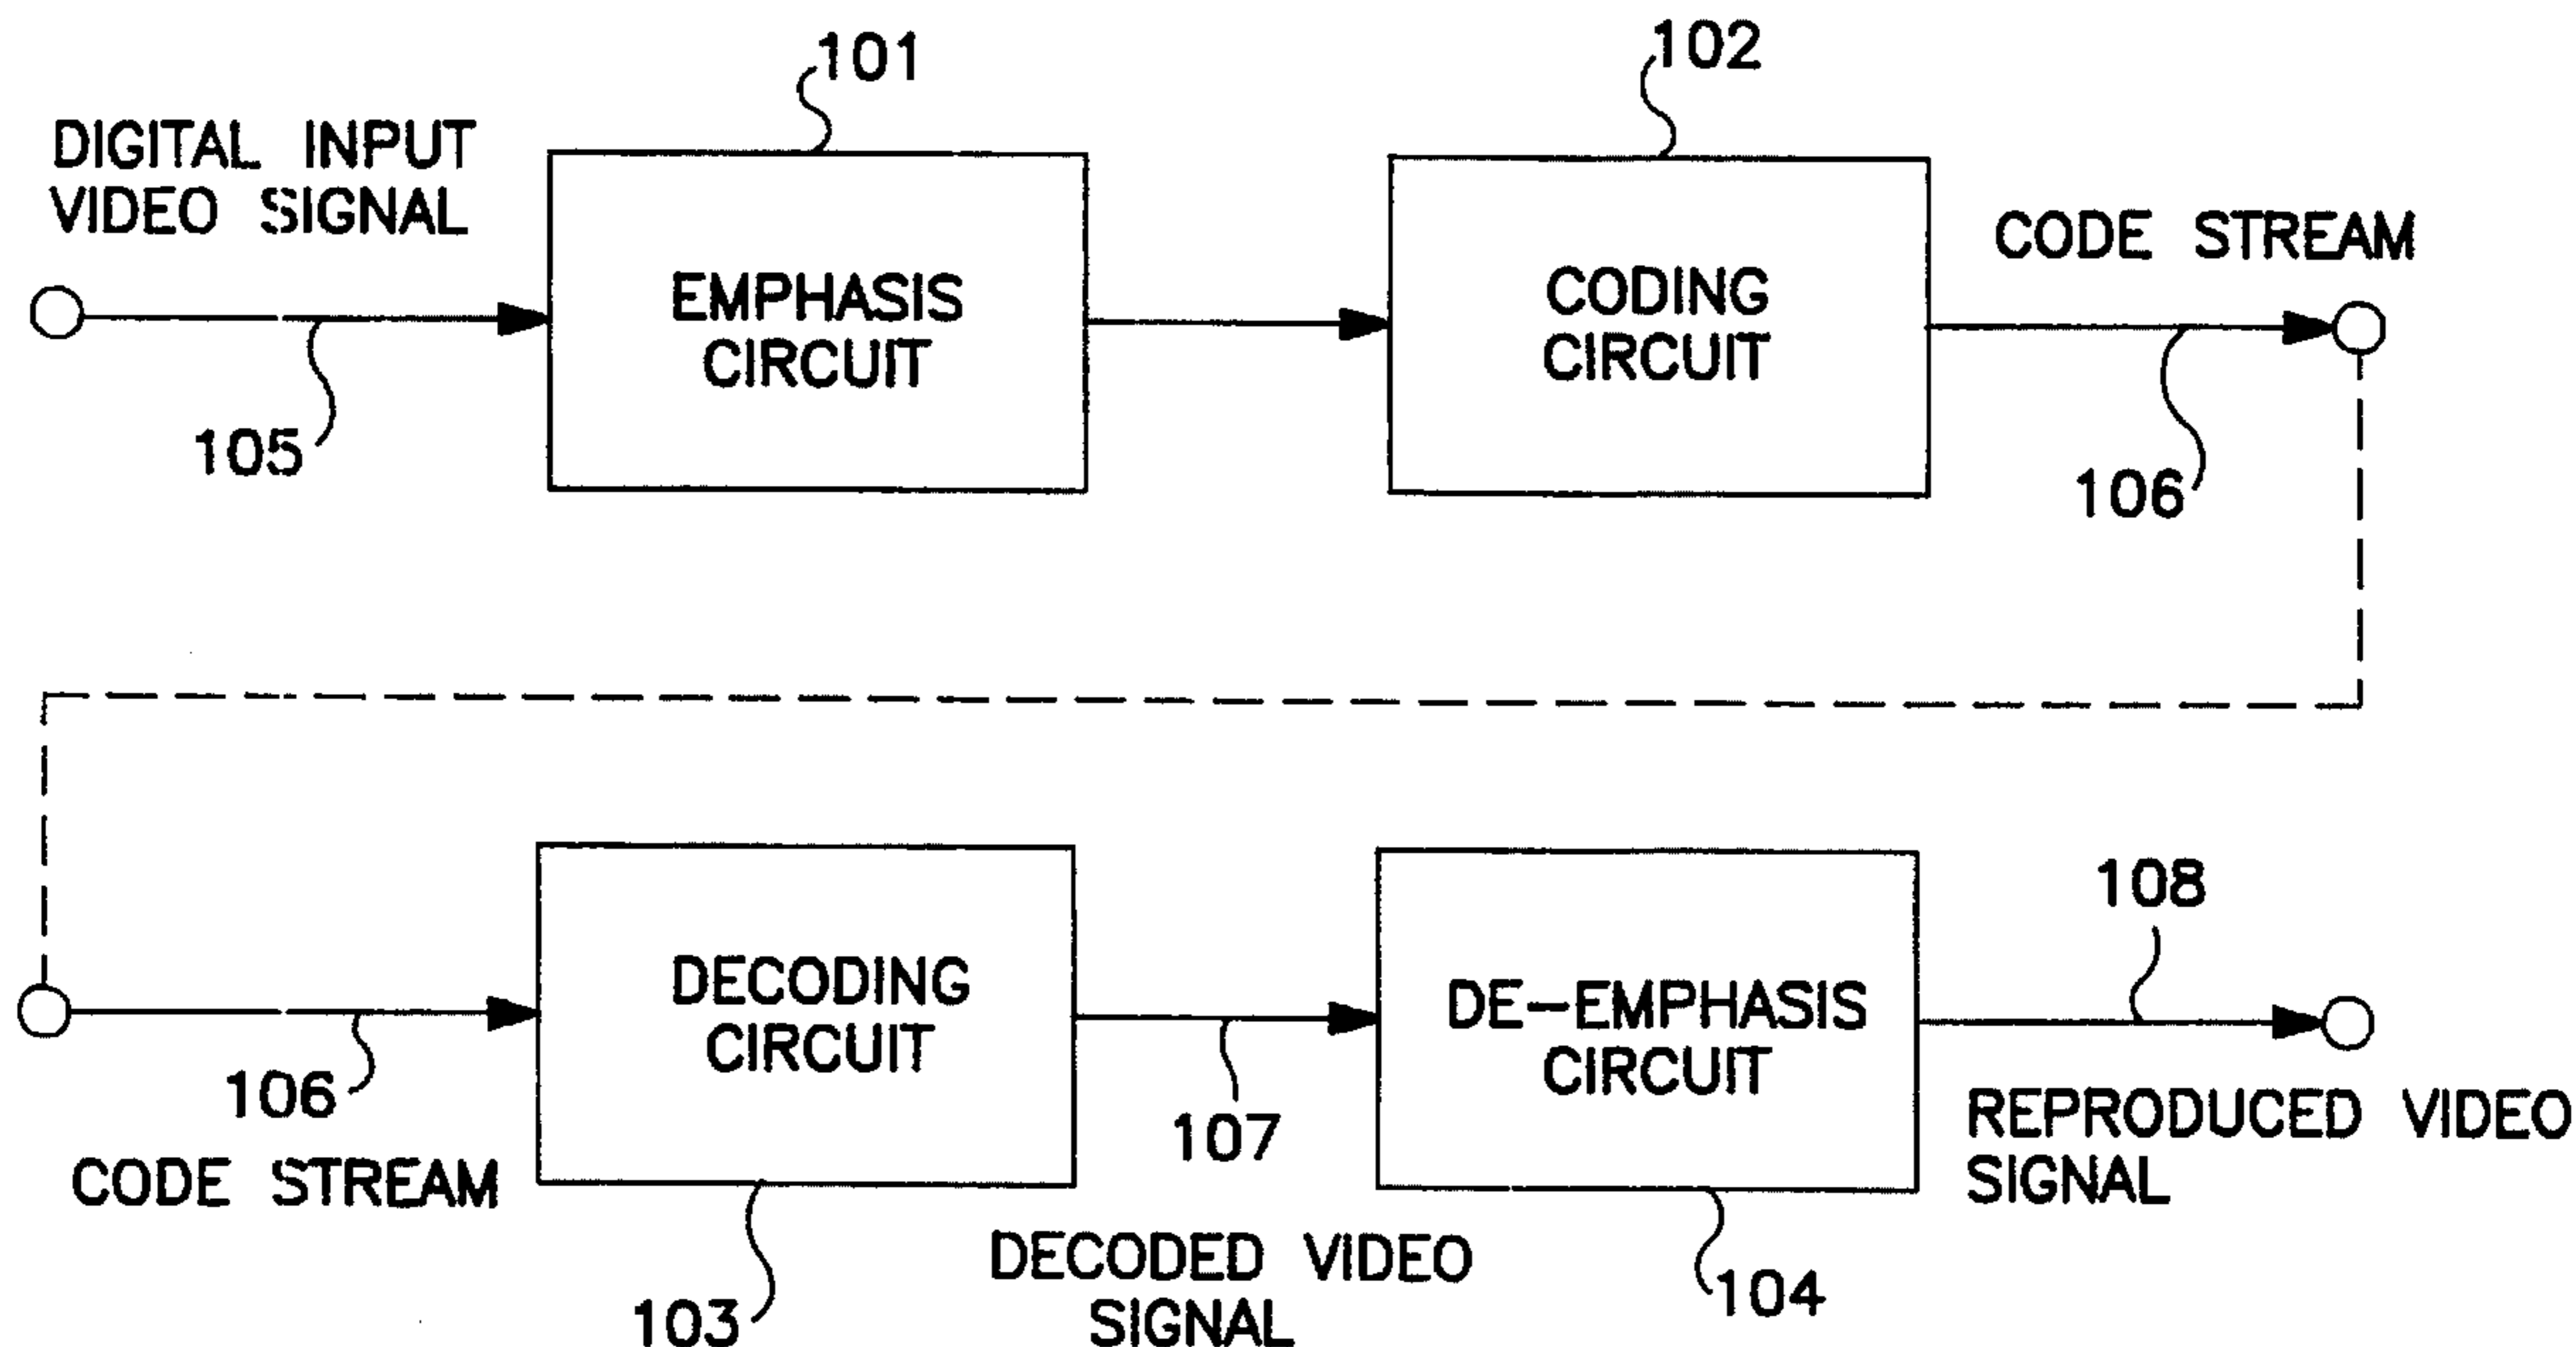 101
102
DIGITAL INPUT
VIDEO SIGNAL
EMPHASIS
CIRCUIT
CODING
CIRCUIT
CODE STREAM
105
106
DECODING
CIRCUIT
DE-EMPHASIS
CIRCUIT
108
106
CODE STREAM
107
REPRODUCED VIDEO
SIGNAL
DECODED VIDEO
SIGNAL
103
104